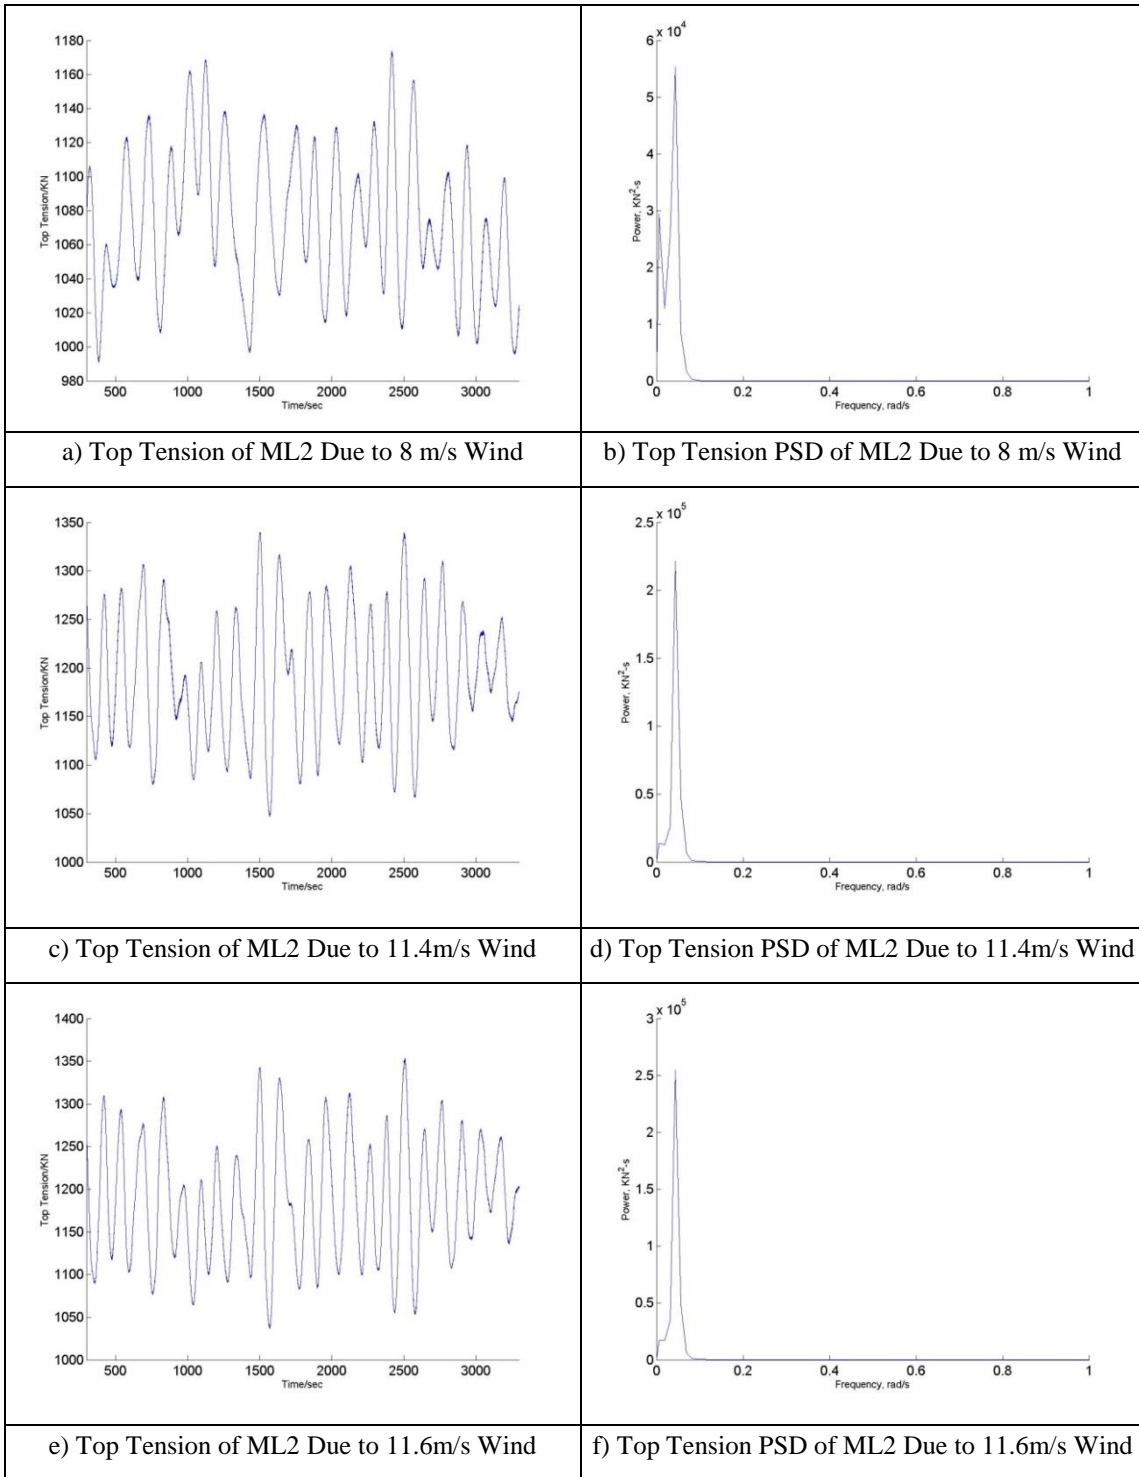 1180
1160
1140
1120
1100
1080
1060
1040
1020
1000
980
Top Tension/KN
500 1000 1500 2000 2500 3000
Time/sec
x 10^4
6
5
4
3
2
1
0
Power, KN²-s
0 0.2 0.4 0.6 0.8 1
Frequency, rad/s
a) Top Tension of ML2 Due to 8 m/s Wind
b) Top Tension PSD of ML2 Due to 8 m/s Wind
1350
1300
1250
1200
1150
1100
1050
1000
Top Tension/KN
500 1000 1500 2000 2500 3000
Time/sec
x 10^5
2.5
2
1.5
1
0.5
0
Power, KN²-s
0 0.2 0.4 0.6 0.8 1
Frequency, rad/s
c) Top Tension of ML2 Due to 11.4m/s Wind
d) Top Tension PSD of ML2 Due to 11.4m/s Wind
1400
1350
1300
1250
1200
1150
1100
1050
1000
Top Tension/KN
500 1000 1500 2000 2500 3000
Time/sec
x 10^5
3
2.5
2
1.5
1
0.5
0
Power, KN²-s
0 0.2 0.4 0.6 0.8 1
Frequency, rad/s
e) Top Tension of ML2 Due to 11.6m/s Wind
f) Top Tension PSD of ML2 Due to 11.6m/s Wind